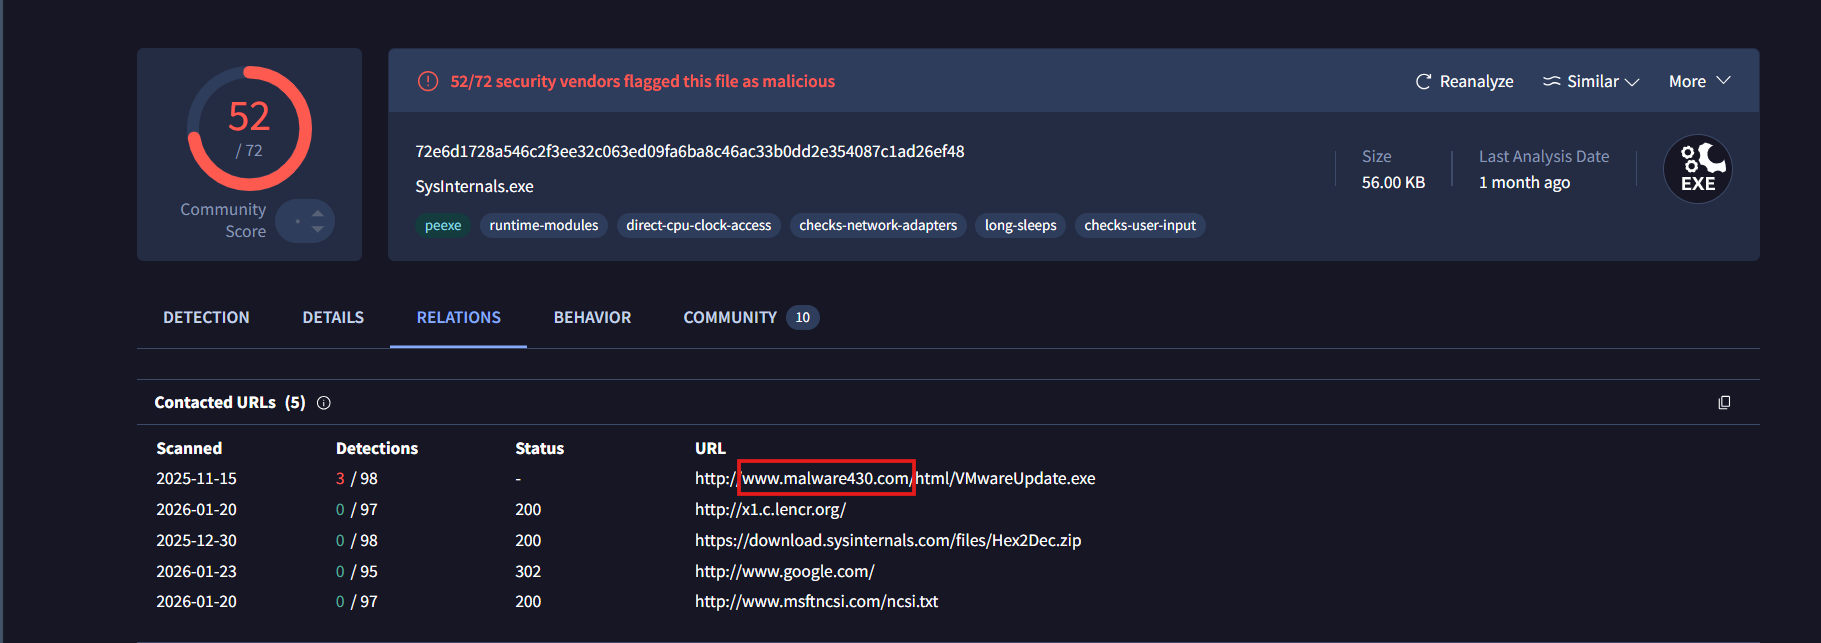 52
/ 72
Community
Score
52/72 security vendors flagged this file as malicious
Reanalyze
Similar
More
72e6d1728a546c2f3ee32c063ed09fa6ba8c46ac33b0dd2e354087c1ad26ef48
SysInternals.exe
peexe
runtime-modules
direct-cpu-clock-access
checks-network-adapters
long-sleeps
checks-user-input
Size
56.00 KB
Last Analysis Date
1 month ago
EXE
DETECTION
DETAILS
RELATIONS
BEHAVIOR
COMMUNITY 10
Contacted URLs (5)
Scanned Detections Status URL
2025-11-15 3 / 98 - http://www.malware430.com/html/VMwareUpdate.exe
2026-01-20 0 / 97 200 http://x1.c.lencr.org/
2025-12-30 0 / 98 200 https://download.sysinternals.com/files/Hex2Dec.zip
2026-01-23 0 / 95 302 http://www.google.com/
2026-01-20 0 / 97 200 http://www.msftncsi.com/ncsi.txt